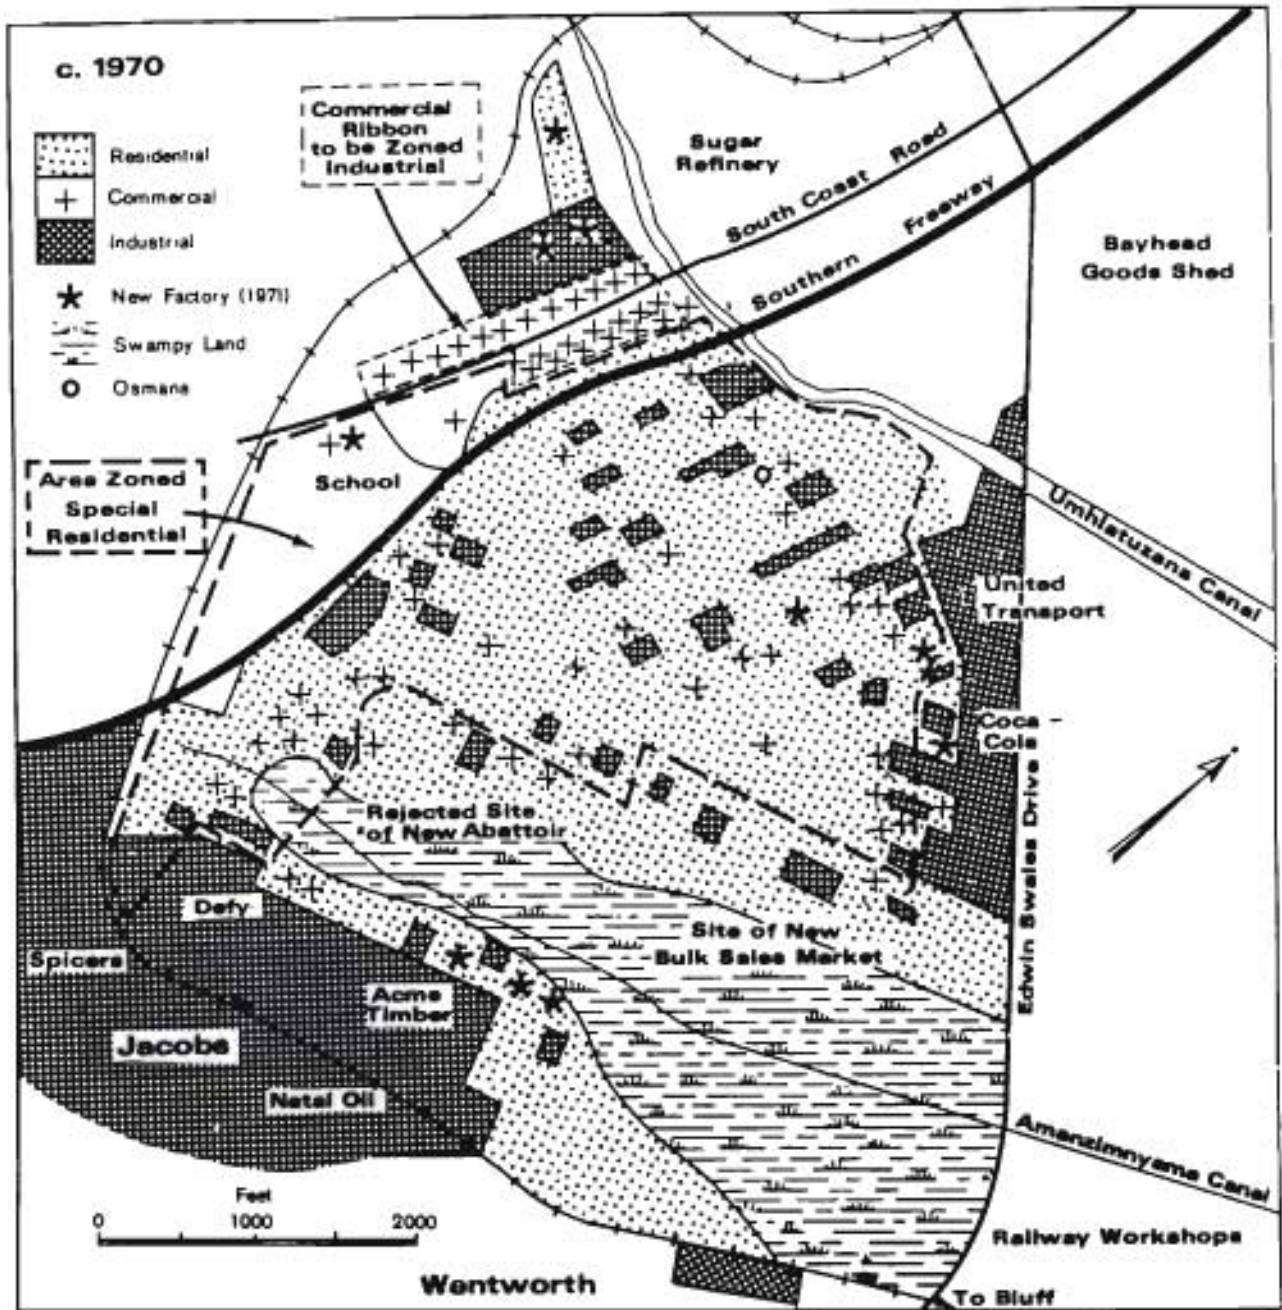 c. 1970
Residential
Commercial
Industrial
New Factory (1971)
Swampy Land
Osmans
Commercial
Ribbon
to be Zoned
Industrial
Sugar
Refinery
South Coast Road
Southern Freeway
Bayhead
Goods Shed
Area Zoned
Special
Residential
School
Umhlatuzana Canal
United
Transport
Coca -
Cola
Edwin Swales Drive
Rejected Site
of New Abattoir
Defy
Spicers
Site of New
Bulk Sales Market
Acme
Timber
Jacobs
Natal Oil
Amanzimnyama Canal
Feet
0 1000 2000
Railway Workshops
Wentworth
To Bluff